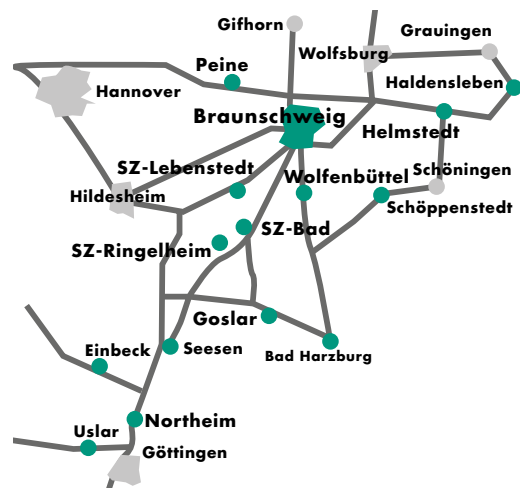 Gifhorn
Grauingen
Wolfsburg
Peine
Haldensleben
Hannover
Braunschweig
Helmstedt
SZ-Lebenstedt
Schöningen
Wolfenbüttel
Hildesheim
Schöppenstedt
SZ-Bad
SZ-Ringelheim
Goslar
Einbeck
Seesen
Bad Harzburg
Northeim
Uslar
Göttingen